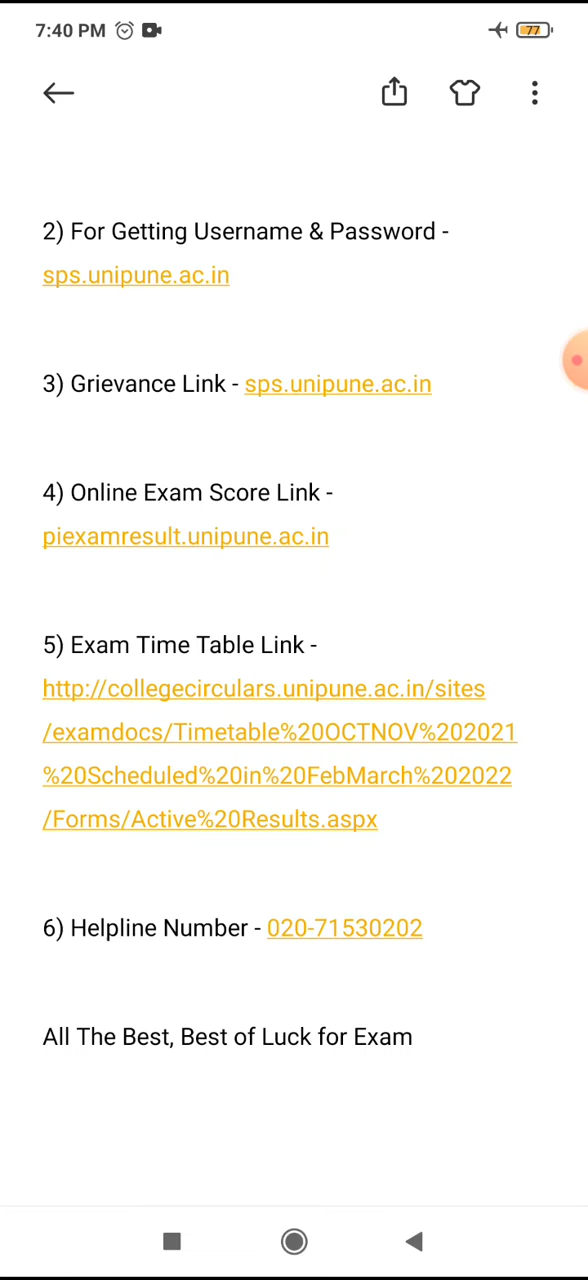 7:40 PM
77
2) For Getting Username & Password -
sps.unipune.ac.in
3) Grievance Link - sps.unipune.ac.in
4) Online Exam Score Link -
piexamresult.unipune.ac.in
5) Exam Time Table Link -
http://collegecirculars.unipune.ac.in/sites
/examdocs/Timetable%20OCTNOV%202021
%20Scheduled%20in%20FebMarch%202022
/Forms/Active%20Results.aspx
6) Helpline Number - 020-71530202
All The Best, Best of Luck for Exam